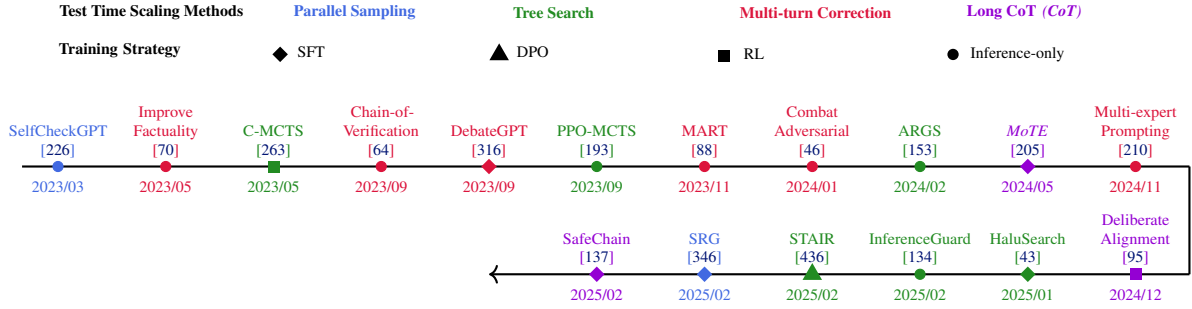 Test Time Scaling Methods Parallel Sampling Tree Search Multi-turn Correction Long CoT (CoT)
Training Strategy SFT DPO RL Inference-only
SelfCheckGPT
[226]
2023/03
Improve
Factuality
[70]
2023/05
C-MCTS
[263]
2023/05
Chain-of-
Verification
[64]
2023/09
DebateGPT
[316]
2023/09
PPO-MCTS
[193]
2023/09
MART
[88]
2023/11
Combat
Adversarial
[46]
2024/01
ARGS
[153]
2024/02
MoTE
[205]
2024/05
Multi-expert
Prompting
[210]
2024/11
Deliberate
Alignment
[95]
2024/12
HaluSearch
[43]
2025/01
InferenceGuard
[134]
2025/02
STAIR
[436]
2025/02
SRG
[346]
2025/02
SafeChain
[137]
2025/02